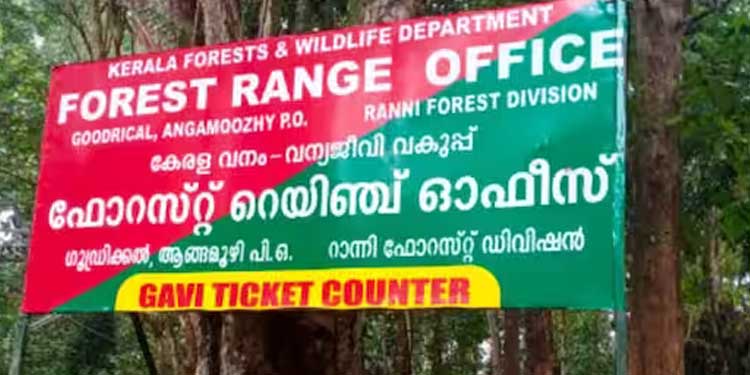 KERALA FORESTS & WILDLIFE DEPARTMENT
FOREST RANGE OFFICE
GOODRICAL, ANGAMOOZHY P.O. RANNI FOREST DIVISION
കേരള വനം - വന്യജീവി വകുപ്പ്
ഫോറസ്റ്റ് റെയിഞ്ച് ഓഫീസ്
ഗൂഡ്രിക്കൽ, ആങ്ങമൂഴി പി.ഒ. റാന്നി ഫോറസ്റ്റ് ഡിവിഷൻ
GAVI TICKET COUNTER